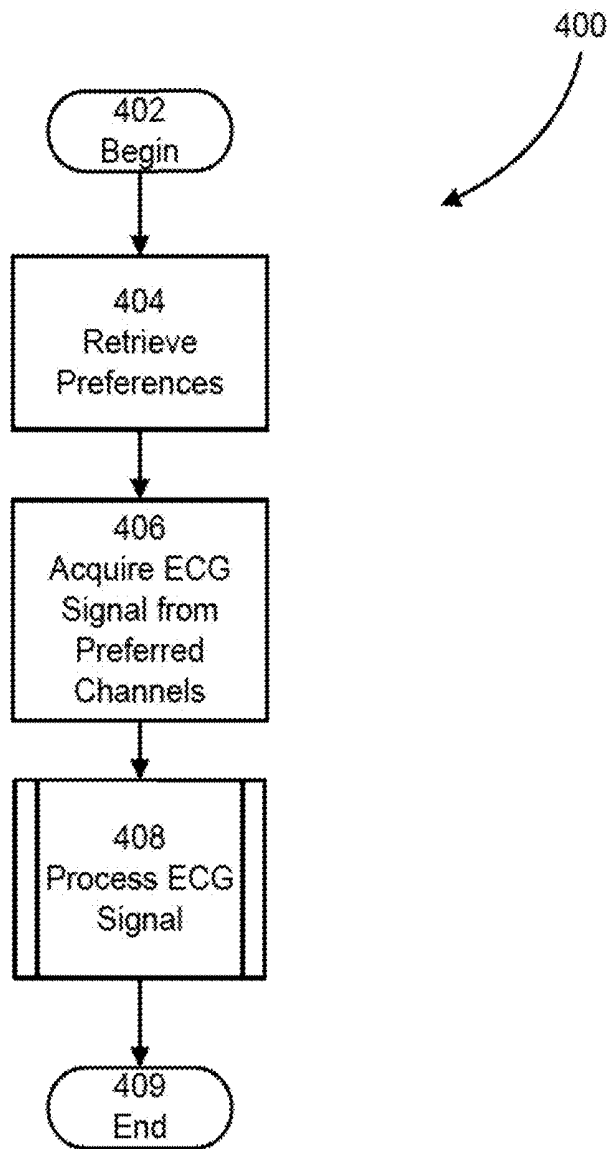 400
402
Begin
404
Retrieve
Preferences
406
Acquire ECG
Signal from
Preferred
Channels
408
Process ECG
Signal
409
End